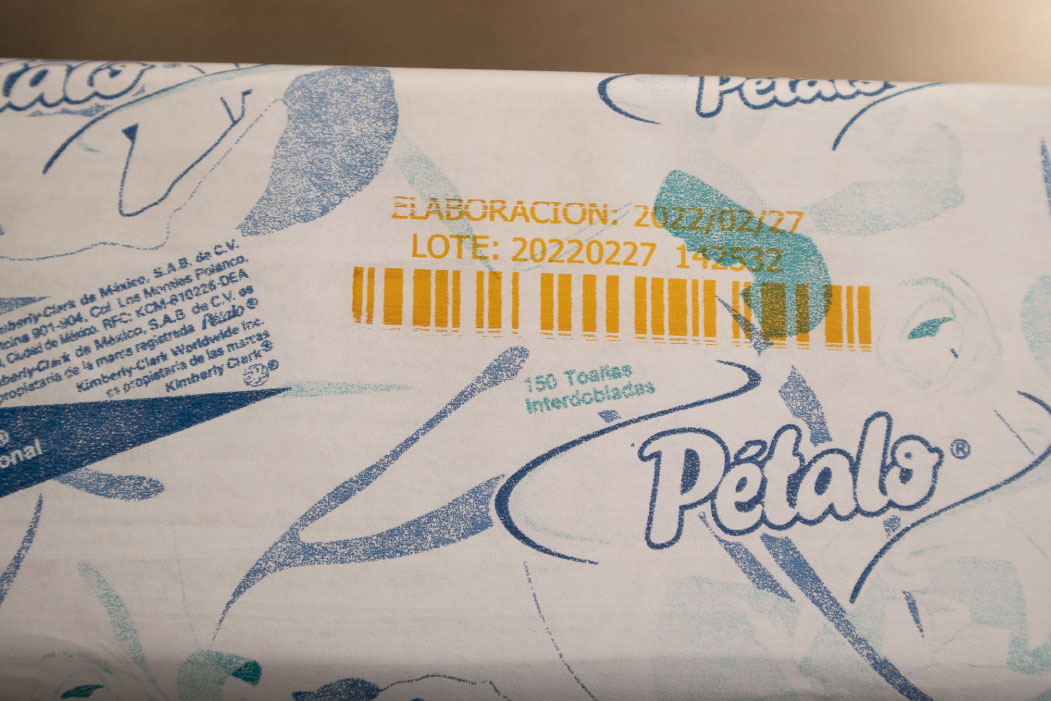 Pétalo
ELABORACION: 2022/02/27
LOTE: 20220227 142532
Kimberly-Clark de México, S.A.B. de C.V.
901-904, Col. Los Morales Polanco,
Ciudad de México. RFC: KCM-810226-DEA
Kimberly-Clark de México, S.A.B de C.V. es
propietaria de la marca registrada Pétalo®
Kimberly-Clark Worldwide Inc.
es propietaria de las marcas
Kimberly Clark®
150 Toallas
Interdobladas
Pétalo®